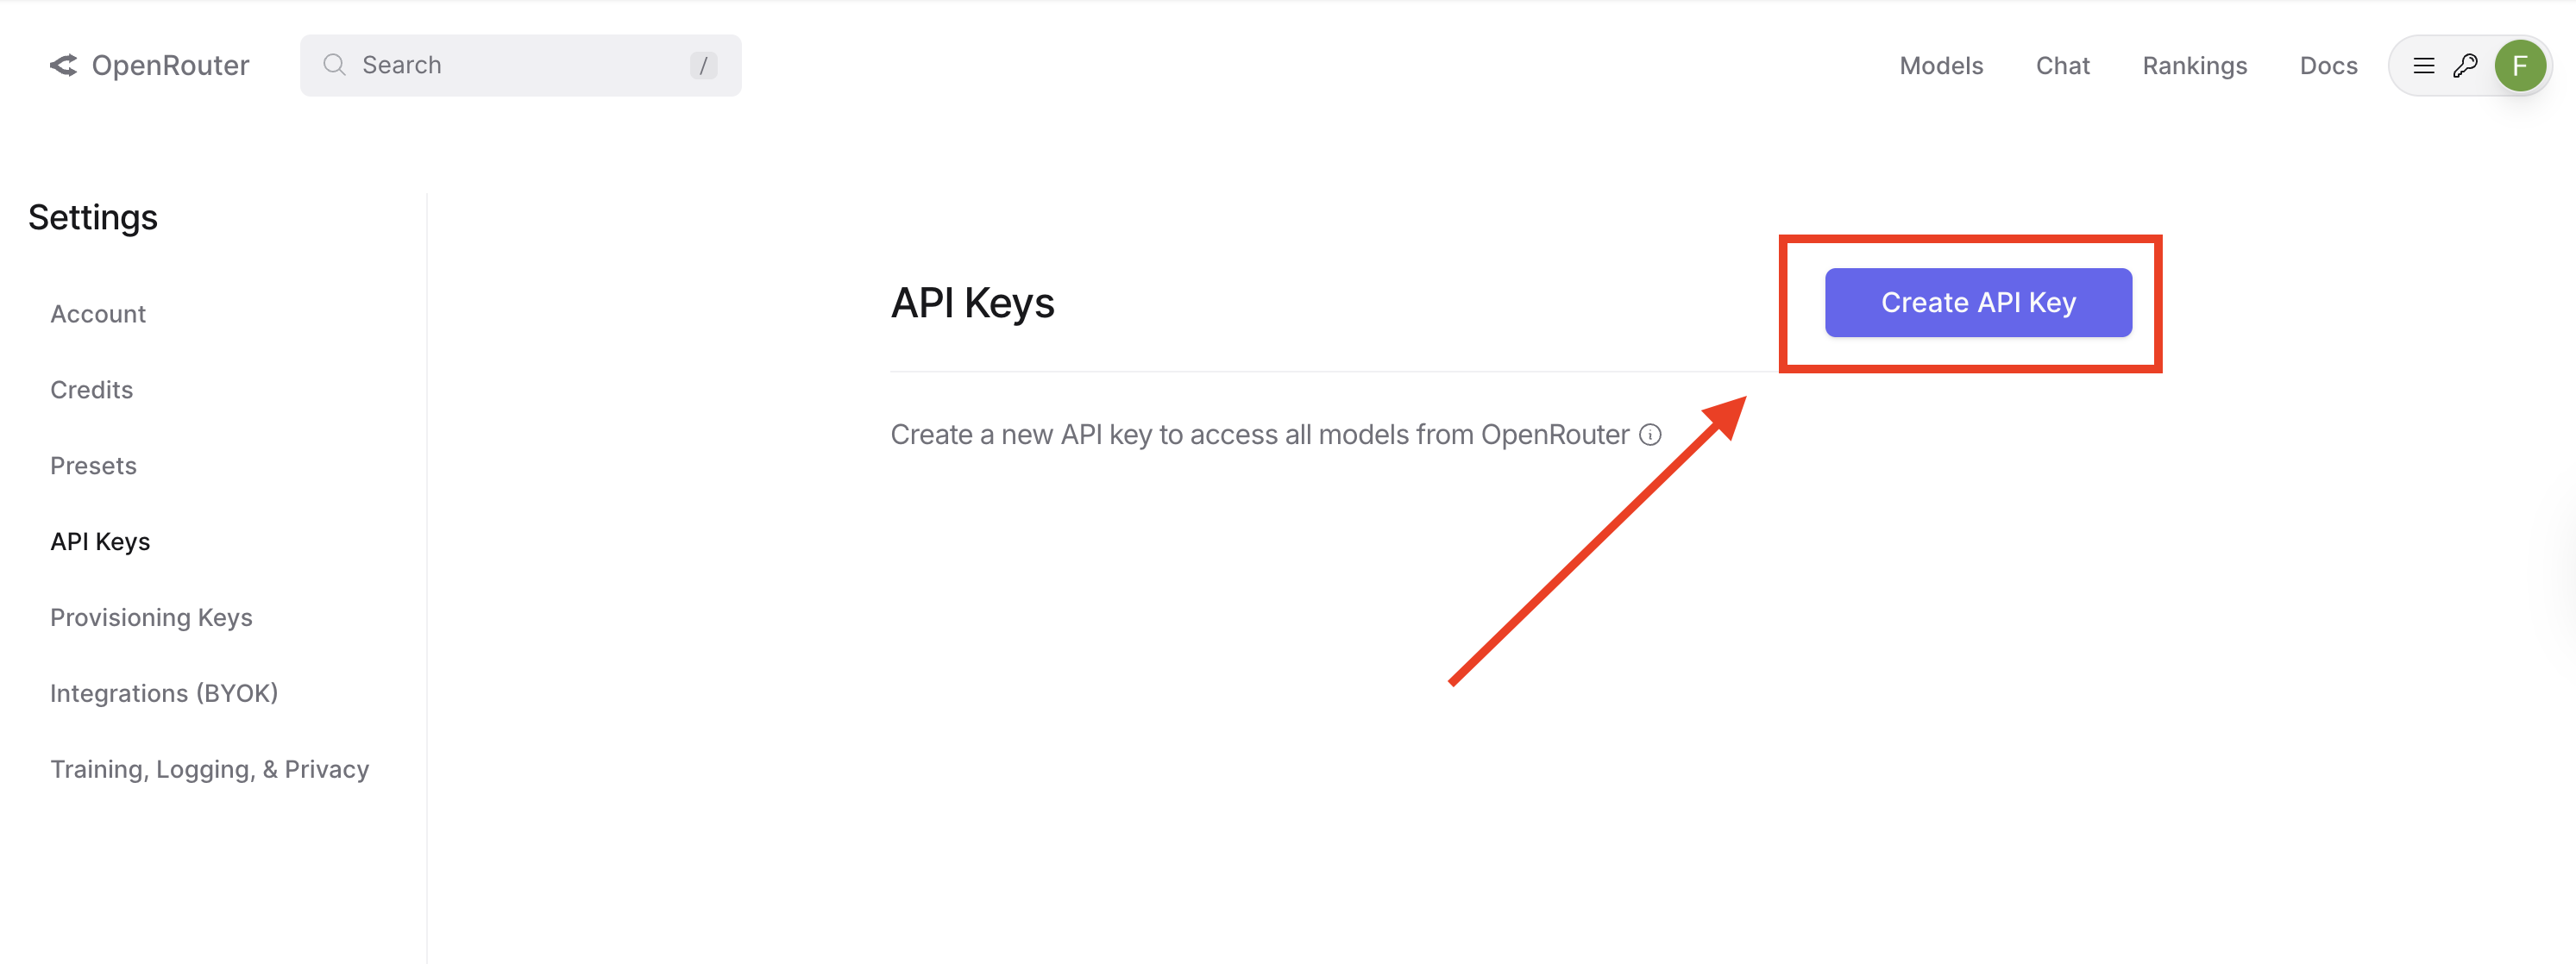 OpenRouter
Search /
Models Chat Rankings Docs F
Settings
Account
Credits
Presets
API Keys
Provisioning Keys
Integrations (BYOK)
Training, Logging, & Privacy
API Keys
Create API Key
Create a new API key to access all models from OpenRouter